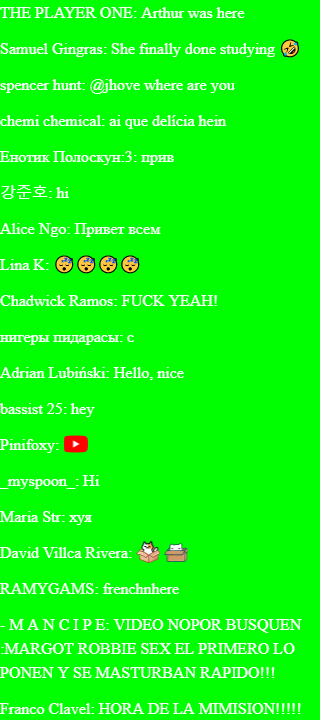 THE PLAYER ONE: Arthur was here
Samuel Gingras: She finally done studying 🤣
spencer hunt: @jhove where are you
chemi chemical: ai que delícia hein
Енотик Полоскун:3: прив
강준호: hi
Alice Ngo: Привет всем
Lina K: 😴😴😴😴
Chadwick Ramos: FUCK YEAH!
нигеры пидарасы: с
Adrian Lubiński: Hello, nice
bassist 25: hey
Pinifoxy:
_myspoon_: Hi
Maria Str: хуя
David Villca Rivera:
RAMYGAMS: frenchnhere
- M A N C I P E: VIDEO NOPOR BUSQUEN
:MARGOT ROBBIE SEX EL PRIMERO LO
PONEN Y SE MASTURBAN RAPIDO!!!
Franco Clavel: HORA DE LA MIMISION!!!!!